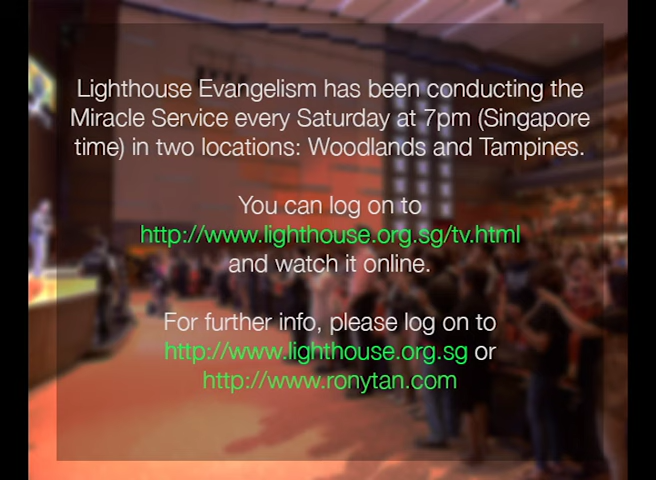 Lighthouse Evangelism has been conducting the
Miracle Service every Saturday at 7pm (Singapore
time) in two locations: Woodlands and Tampines.
You can log on to
http://www.lighthouse.org.sg/tv.html
and watch it online.
For further info, please log on to
http://www.lighthouse.org.sg or
http://www.ronytan.com